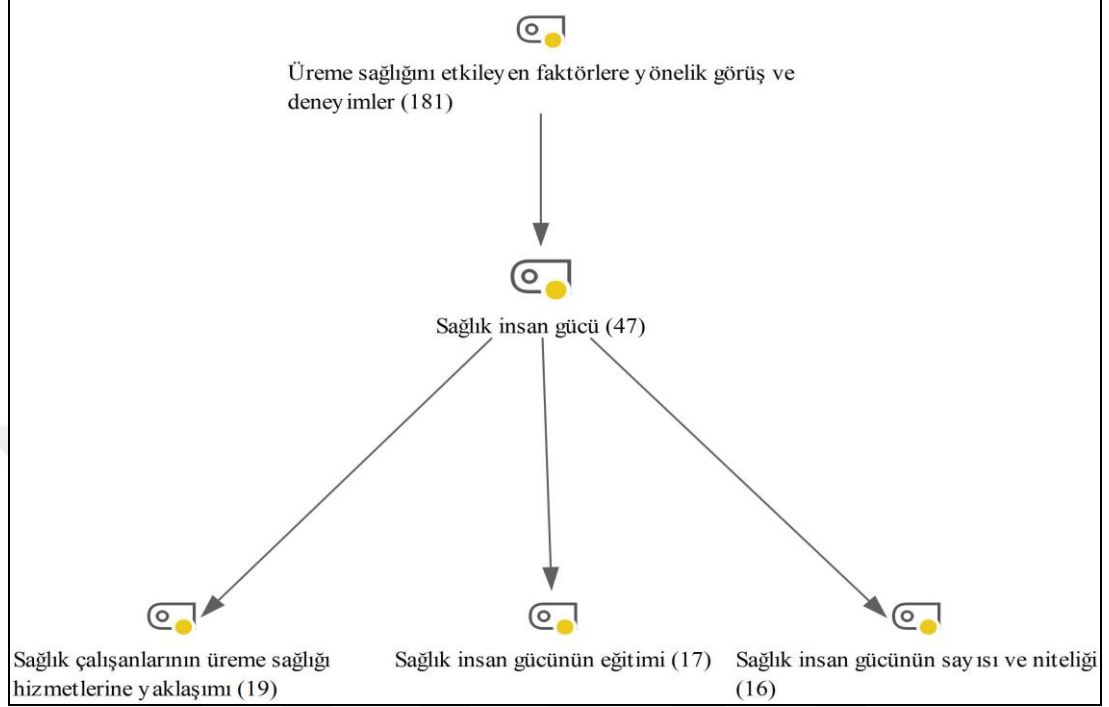 Üreme sağlığını etkileyen faktörlere yönelik görüş ve
deneyimler (181)
Sağlık insan gücü (47)
Sağlık çalışanlarının üreme sağlığı
hizmetlerine yaklaşımı (19)
Sağlık insan gücünün eğitimi (17)
Sağlık insan gücünün sayısı ve niteliği
(16)